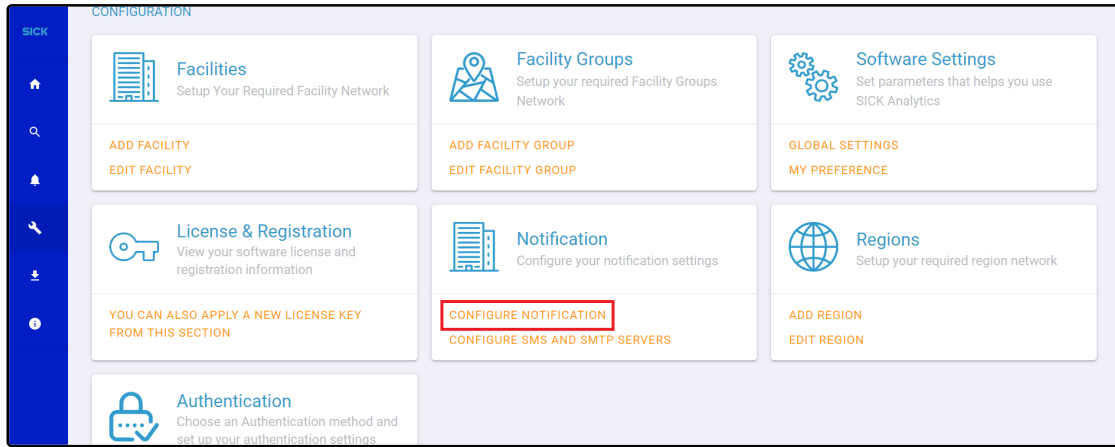 CONFIGURATION
SICK
Facilities
Setup Your Required Facility Network
ADD FACILITY
EDIT FACILITY
Facility Groups
Setup your required Facility Groups
Network
ADD FACILITY GROUP
EDIT FACILITY GROUP
Software Settings
Set parameters that helps you use
SICK Analytics
GLOBAL SETTINGS
MY PREFERENCE
License & Registration
View your software license and
registration information
YOU CAN ALSO APPLY A NEW LICENSE KEY
FROM THIS SECTION
Notification
Configure your notification settings
CONFIGURE NOTIFICATION
CONFIGURE SMS AND SMTP SERVERS
Regions
Setup your required region network
ADD REGION
EDIT REGION
Authentication
Choose an Authentication method and
set up your authentication settings